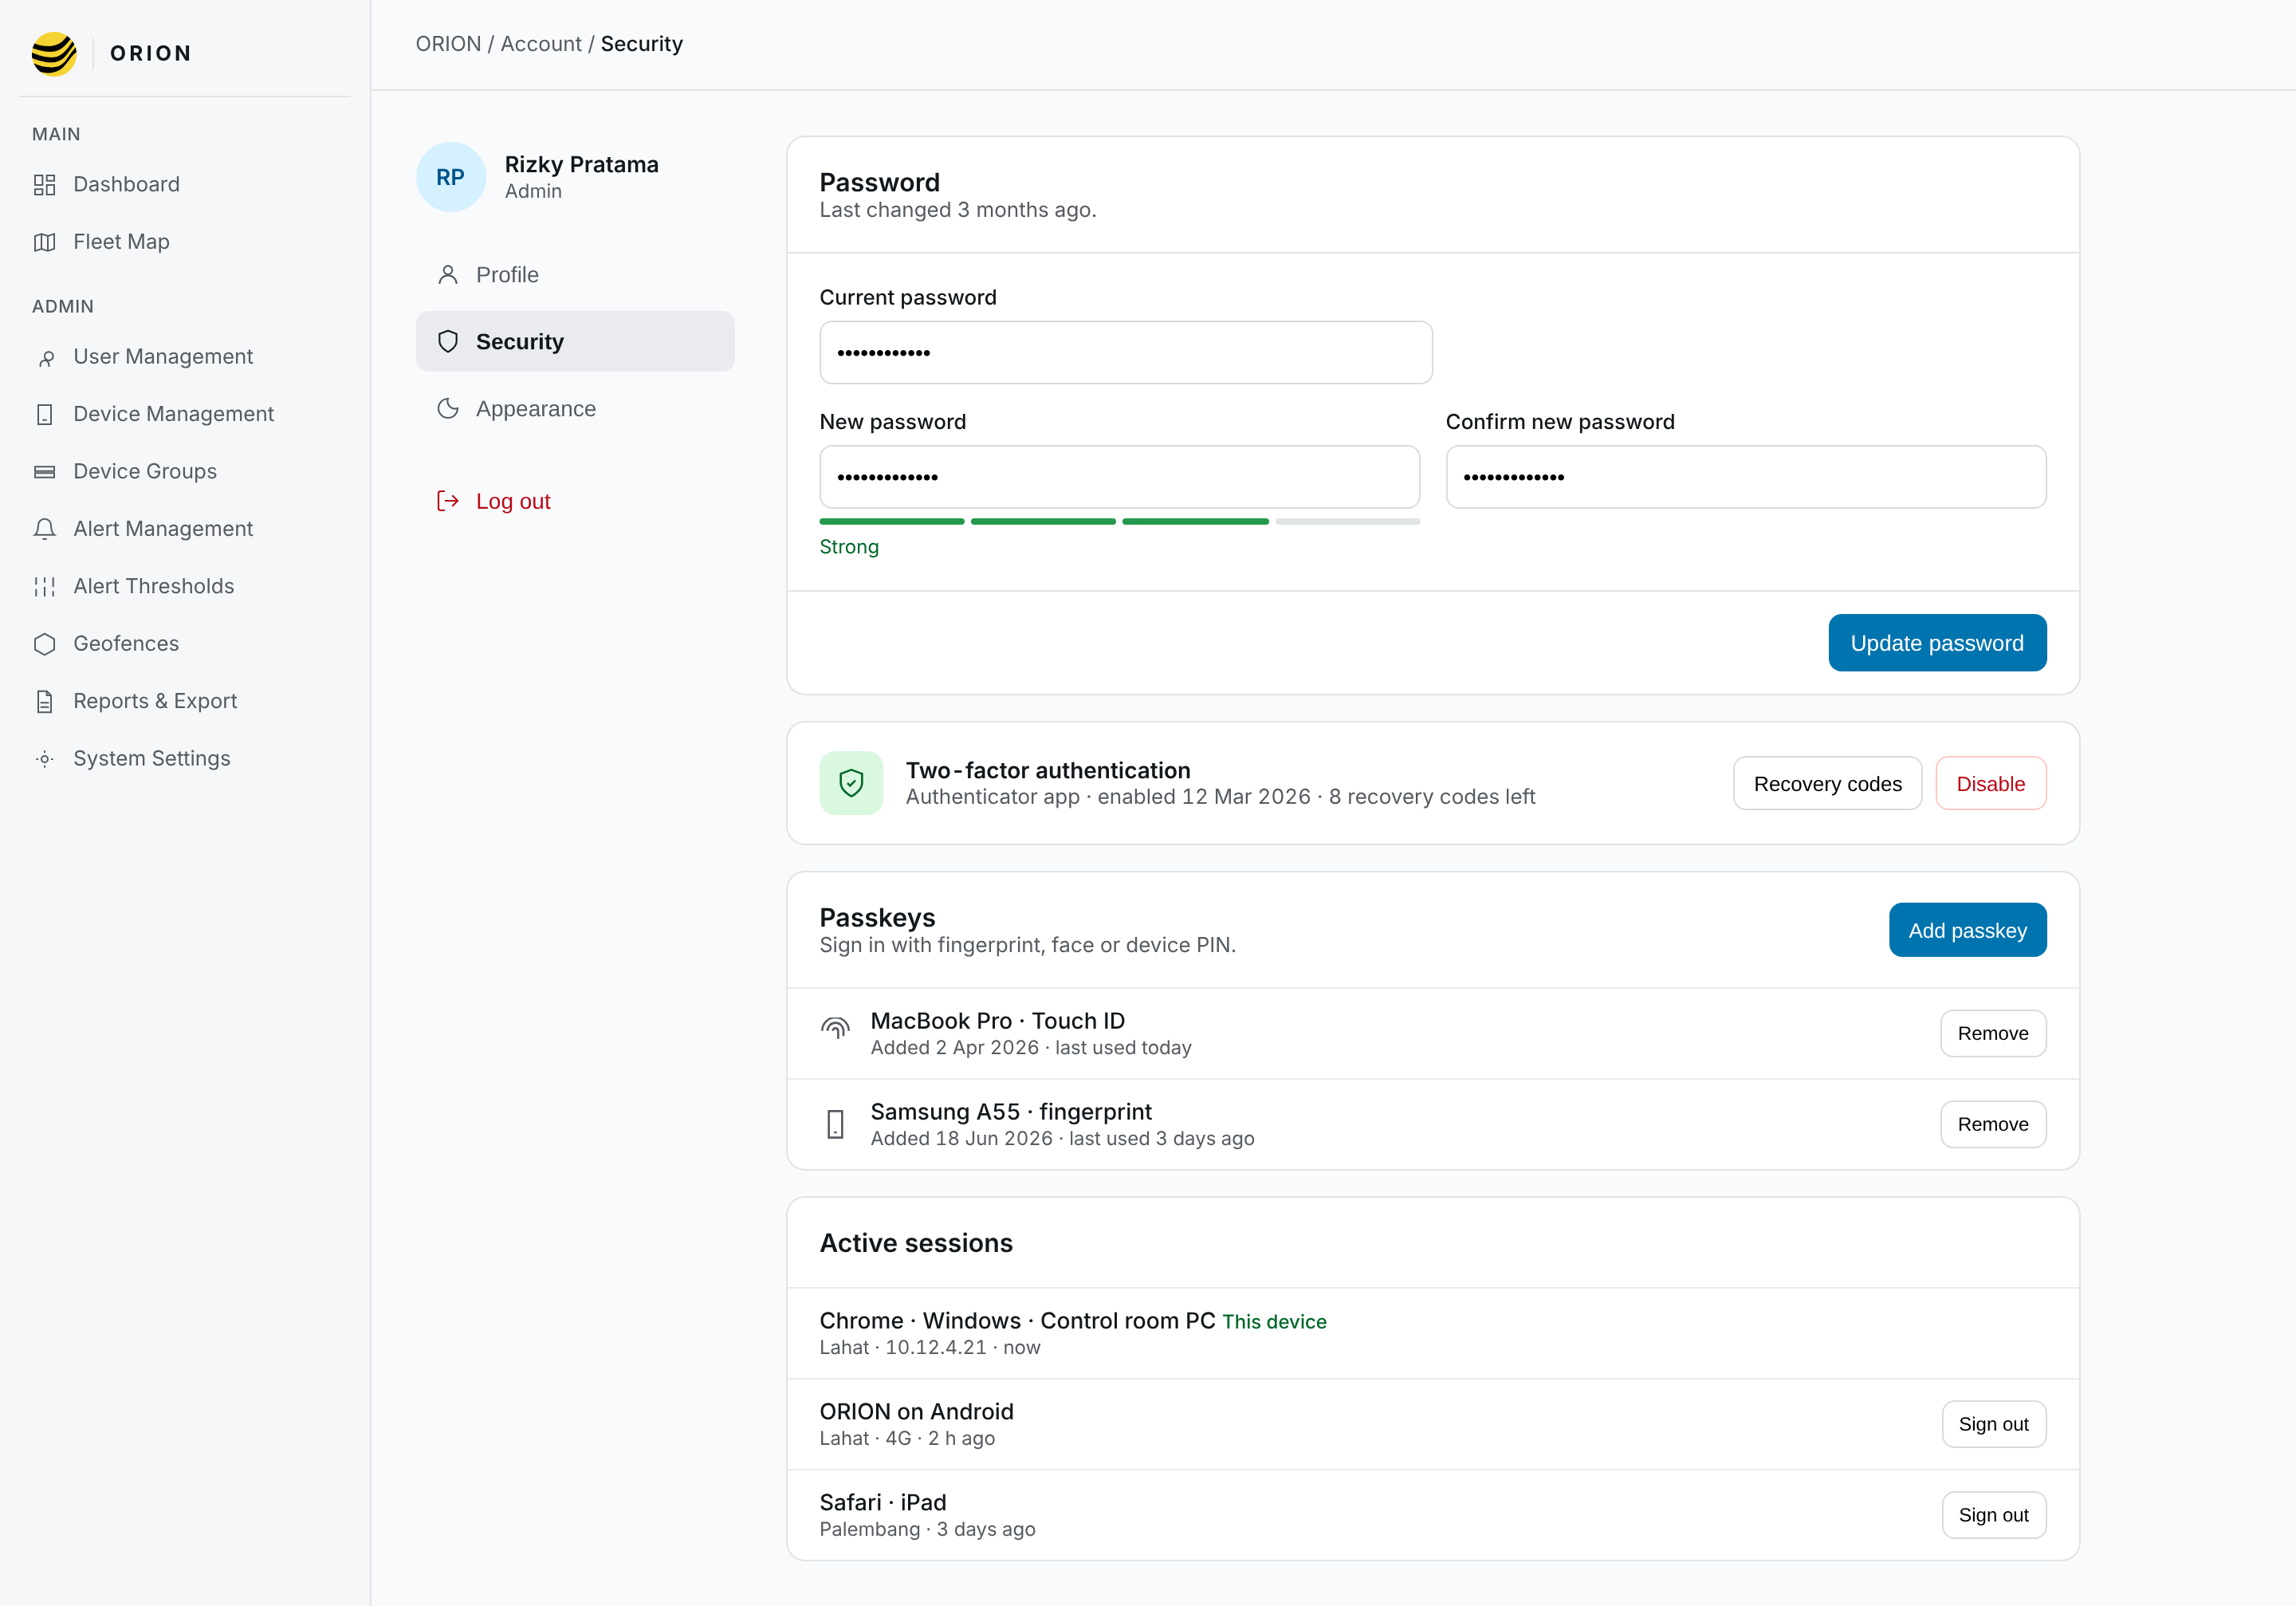 ORION
MAIN
Dashboard
Fleet Map
ADMIN
User Management
Device Management
Device Groups
Alert Management
Alert Thresholds
Geofences
Reports & Export
System Settings
ORION / Account / Security
RP
Rizky Pratama
Admin
Profile
Security
Appearance
Log out
Password
Last changed 3 months ago.
Current password
••••••••••••
New password
•••••••••••••
Strong
Confirm new password
•••••••••••••
Update password
Two-factor authentication
Authenticator app · enabled 12 Mar 2026 · 8 recovery codes left
Recovery codes
Disable
Passkeys
Sign in with fingerprint, face or device PIN.
Add passkey
MacBook Pro · Touch ID
Added 2 Apr 2026 · last used today
Remove
Samsung A55 · fingerprint
Added 18 Jun 2026 · last used 3 days ago
Remove
Active sessions
Chrome · Windows · Control room PC This device
Lahat · 10.12.4.21 · now
ORION on Android
Lahat · 4G · 2 h ago
Sign out
Safari · iPad
Palembang · 3 days ago
Sign out